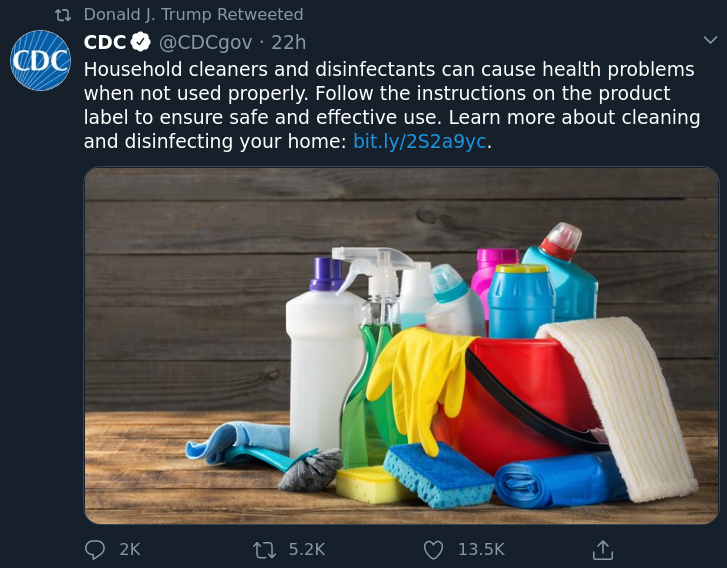 Donald J. Trump Retweeted
CDC @CDCgov · 22h
CDC
Household cleaners and disinfectants can cause health problems
when not used properly. Follow the instructions on the product
label to ensure safe and effective use. Learn more about cleaning
and disinfecting your home: bit.ly/2S2a9yc.
2K 5.2K 13.5K